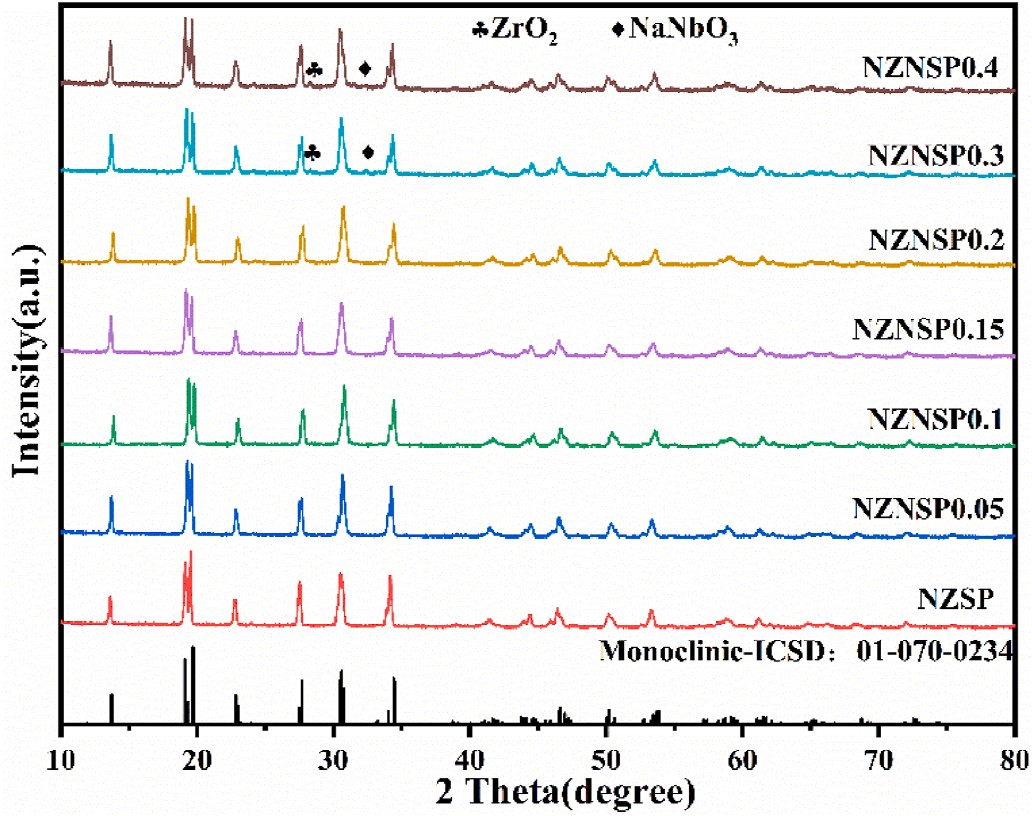 ♣ZrO₂ ♦NaNbO₃
NZNSP0.4
♣ ♦
NZNSP0.3
♣ ♦
NZNSP0.2
NZNSP0.15
NZNSP0.1
NZNSP0.05
NZSP
Monoclinic-ICSD：01-070-0234
Intensity(a.u.)
10 20 30 40 50 60 70 80
2 Theta(degree)